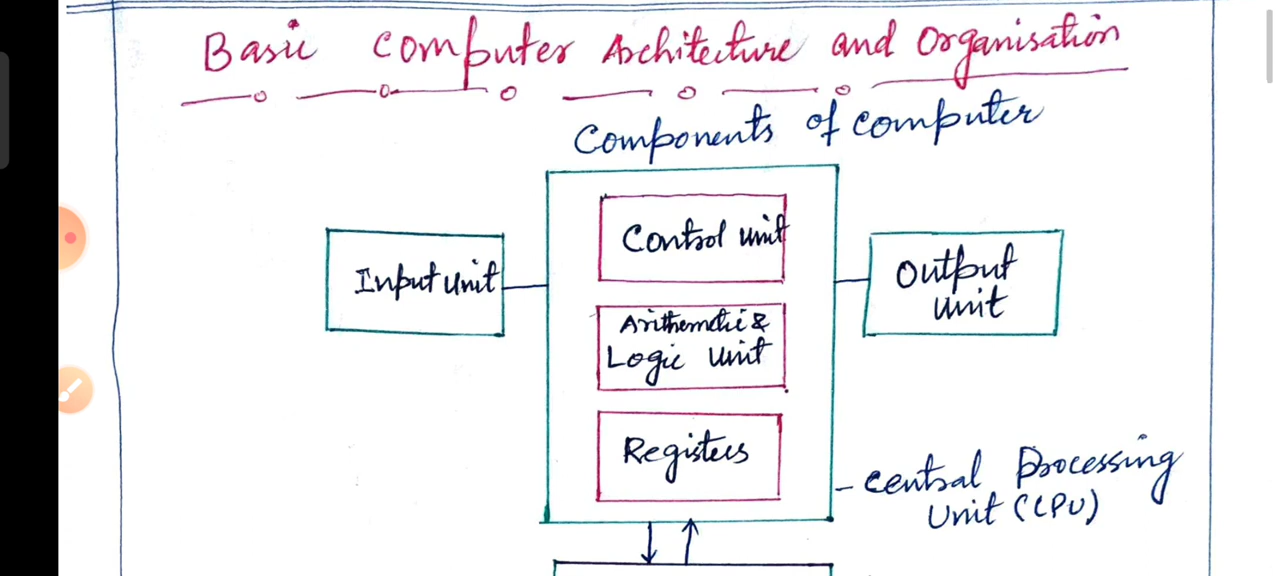 Basic Computer Architecture and Organisation
Components of computer
Control unit
Input unit
Output
unit
Arithemetic &
Logic Unit
Registers
- Central Processing
Unit (CPU)